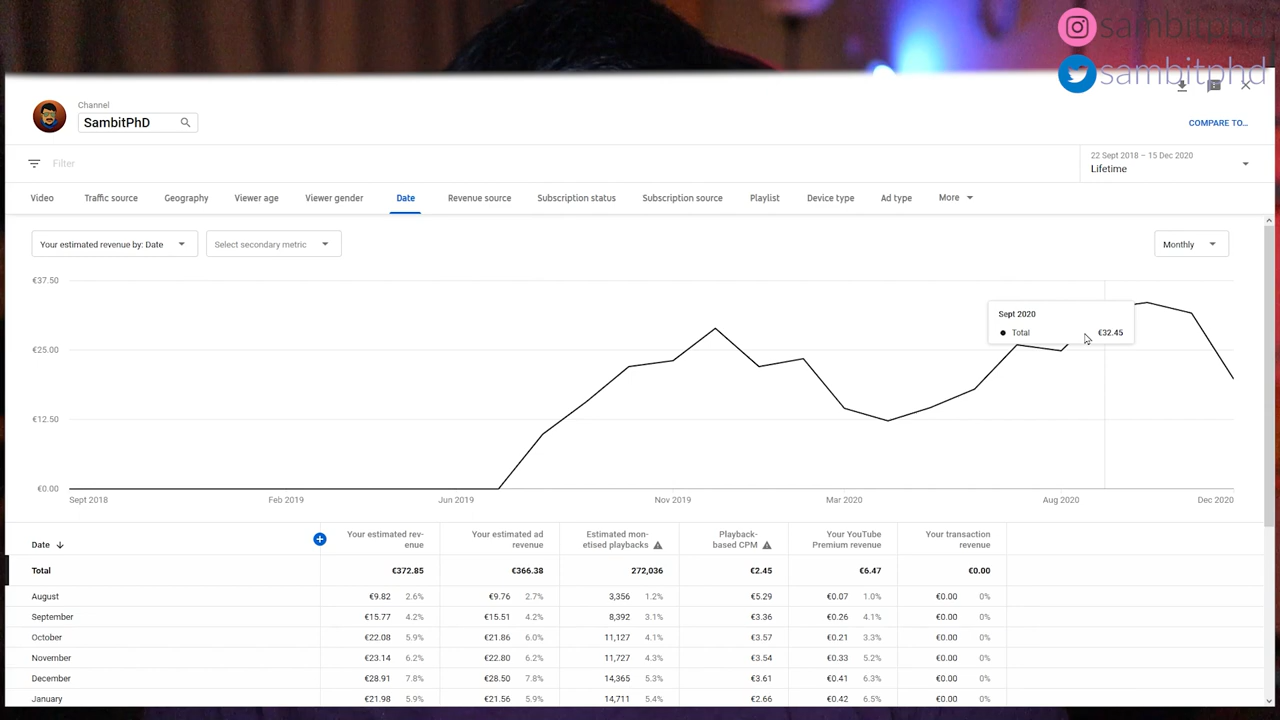 sambitphd
sambitphd
Channel
SambitPhD
COMPARE TO...
Filter
22 Sept 2018 – 15 Dec 2020
Lifetime
Video Traffic source Geography Viewer age Viewer gender Date Revenue source Subscription status Subscription source Playlist Device type Ad type More
Your estimated revenue by: Date Select secondary metric Monthly
€37.50
Sept 2020
Total €32.45
€25.00
€12.50
€0.00
Sept 2018 Feb 2019 Jun 2019 Nov 2019 Mar 2020 Aug 2020 Dec 2020
Date Your estimated rev- Your estimated ad Estimated mon- Playback- Your YouTube Your transaction
enue revenue etised playbacks based CPM Premium revenue revenue
Total €372.85 €366.38 272,036 €2.45 €6.47 €0.00
August €9.82 2.6% €9.76 2.7% 3,356 1.2% €5.29 €0.07 1.0% €0.00 0%
September €15.77 4.2% €15.51 4.2% 8,392 3.1% €3.36 €0.26 4.1% €0.00 0%
October €22.08 5.9% €21.86 6.0% 11,127 4.1% €3.57 €0.21 3.3% €0.00 0%
November €23.14 6.2% €22.80 6.2% 11,727 4.3% €3.54 €0.33 5.2% €0.00 0%
December €28.91 7.8% €28.50 7.8% 14,365 5.3% €3.61 €0.41 6.3% €0.00 0%
January €21.98 5.9% €21.56 5.9% 14,711 5.4% €2.66 €0.42 6.5% €0.00 0%